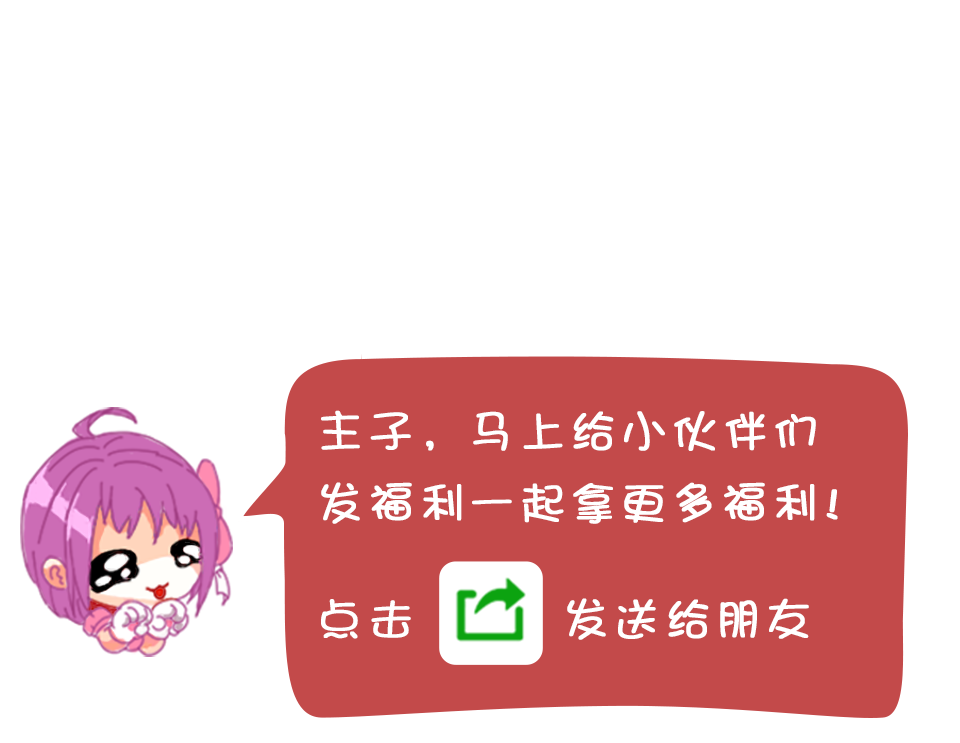 主子，马上给小伙伴们
发福利一起拿更多福利！
点击 发送给朋友